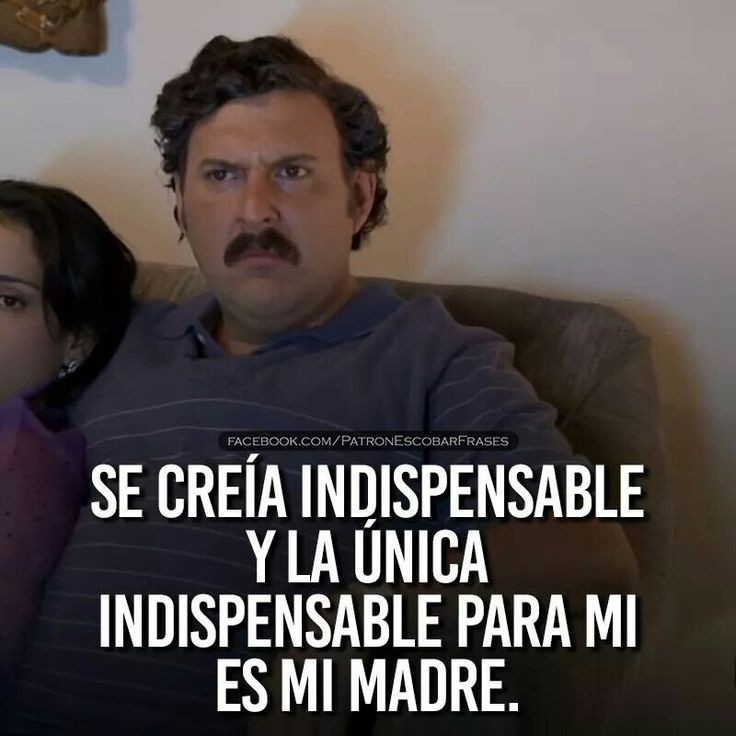 FACEBOOK.COM/PATRONESCOBARFRASES
SE CREÍA INDISPENSABLE
Y LA ÚNICA
INDISPENSABLE PARA MI
ES MI MADRE.